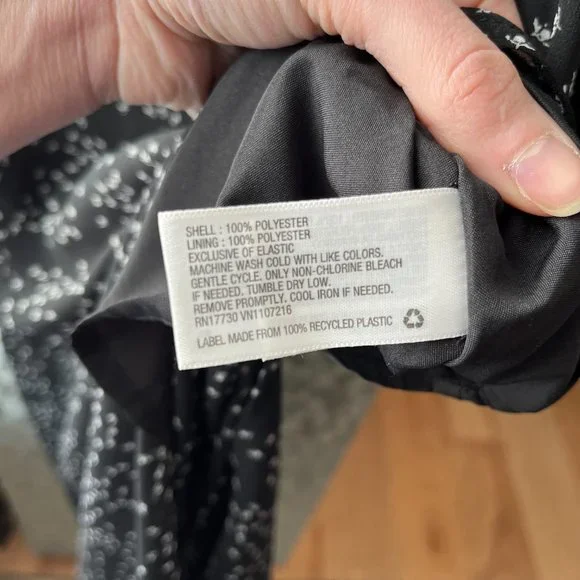 SHELL : 100% POLYESTER
LINING : 100% POLYESTER
EXCLUSIVE OF ELASTIC
MACHINE WASH COLD WITH LIKE COLORS.
GENTLE CYCLE. ONLY NON-CHLORINE BLEACH
IF NEEDED. TUMBLE DRY LOW.
REMOVE PROMPTLY. COOL IRON IF NEEDED.
RN17730 VN1107216
LABEL MADE FROM 100% RECYCLED PLASTIC